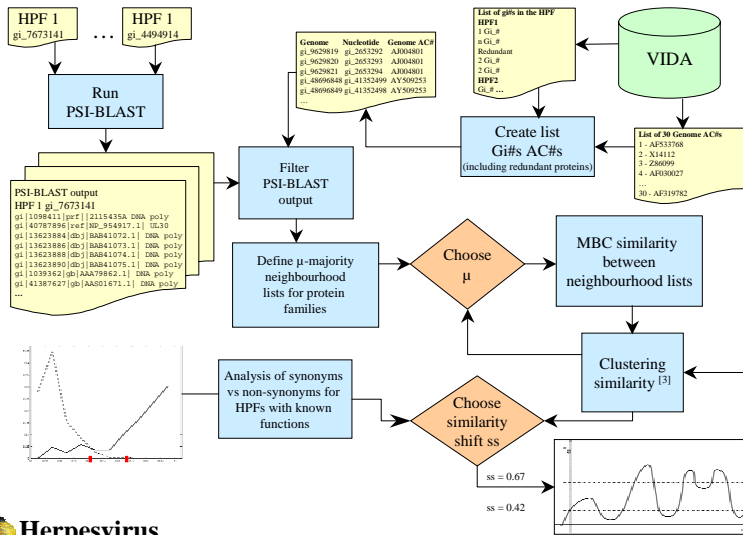 HPF 1
gi_7673141
...
HPF 1
gi_4494914
Run
PSI-BLAST
PSI-BLAST output
HPF 1 gi_7673141
gi|1098411|prf||2115435A DNA poly
gi|40787896|ref|NP_954917.1| UL30
gi|13623884|dbj|BAB41072.1| DNA poly
gi|13623886|dbj|BAB41073.1| DNA poly
gi|13623888|dbj|BAB41074.1| DNA poly
gi|13623890|dbj|BAB41075.1| DNA poly
gi|1039362|gb|AAA79862.1| DNA poly
gi|41387627|gb|AAS01671.1| DNA poly
...
Genome Nucleotide Genome AC#
gi_9629819 gi_2653292 AJ004801
gi_9629820 gi_2653293 AJ004801
gi_9629821 gi_2653294 AJ004801
gi_48696848 gi_41352499 AY509253
gi_48696849 gi_41352498 AY509253
...
List of gi#s in the HPF
HPF1
1 Gi_#
n Gi_#
Redundant
2 Gi_#
2 Gi_#
HPF2
Gi_# ...
VIDA
Create list
Gi#s AC#s
(including redundant proteins)
List of 30 Genome AC#s
1 - AF533768
2 - X14112
3 - Z86099
4 - AF030027
...
30 - AF319782
Filter
PSI-BLAST
output
Define μ-majority
neighbourhood
lists for protein
families
Choose
μ
MBC similarity
between
neighbourhood lists
Clustering
similarity [3]
Analysis of synonyms
vs non-synonyms for
HPFs with known
functions
Choose
similarity
shift ss
ss = 0.67
ss = 0.42
Herpesvirus